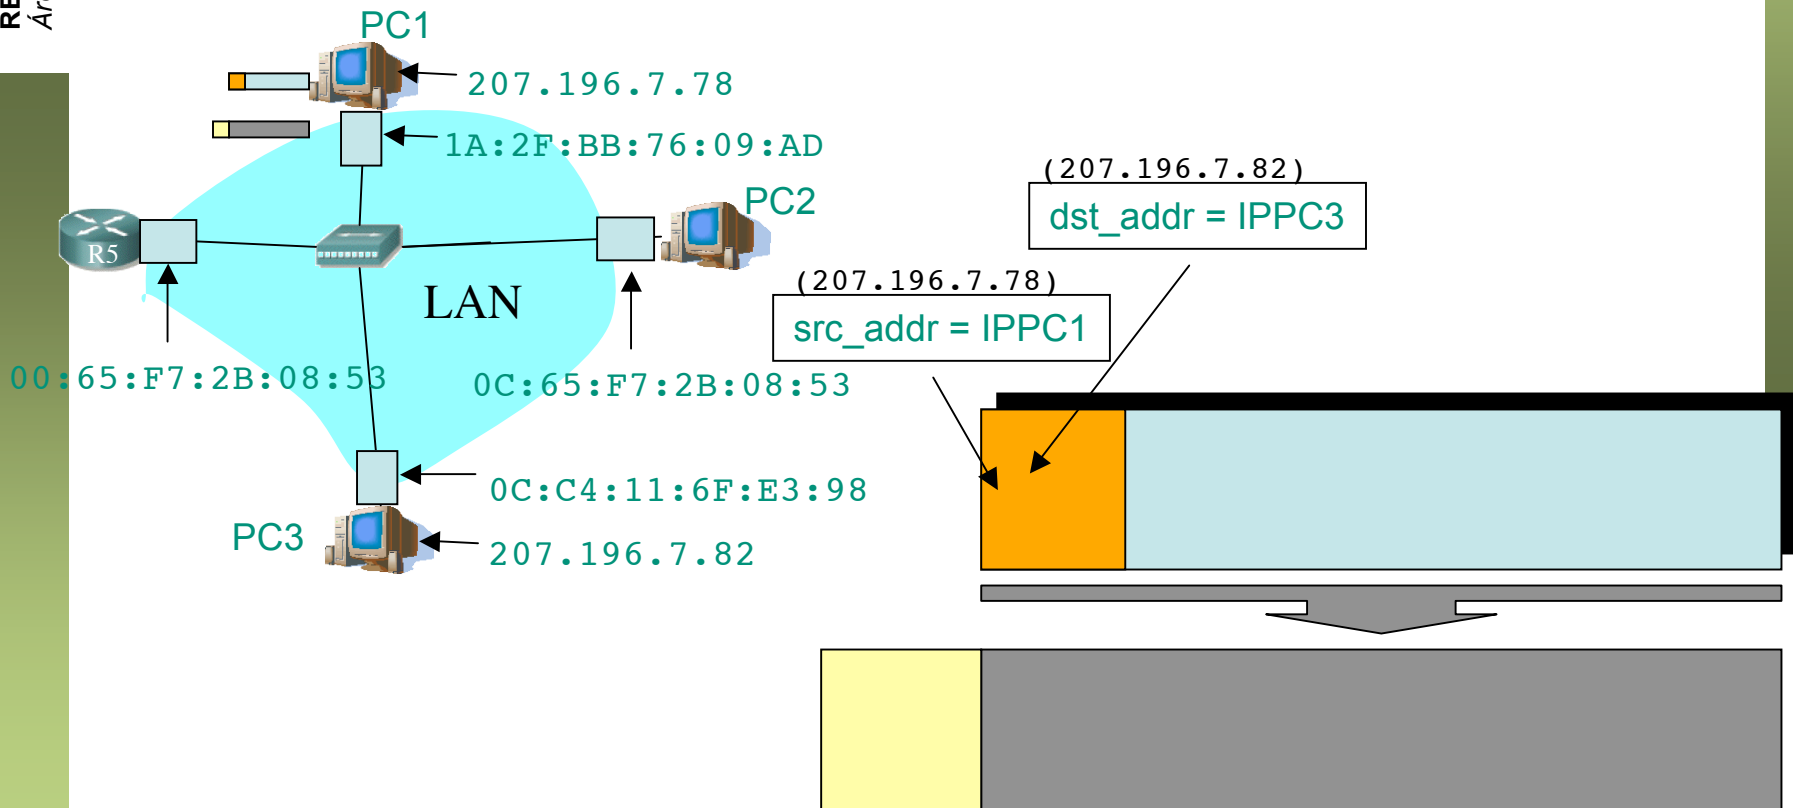 RE
Áre
PC1
207.196.7.78
1A:2F:BB:76:09:AD
PC2
R5
LAN
00:65:F7:2B:08:53
0C:65:F7:2B:08:53
0C:C4:11:6F:E3:98
PC3
207.196.7.82
(207.196.7.82)
dst_addr = IPPC3
(207.196.7.78)
src_addr = IPPC1